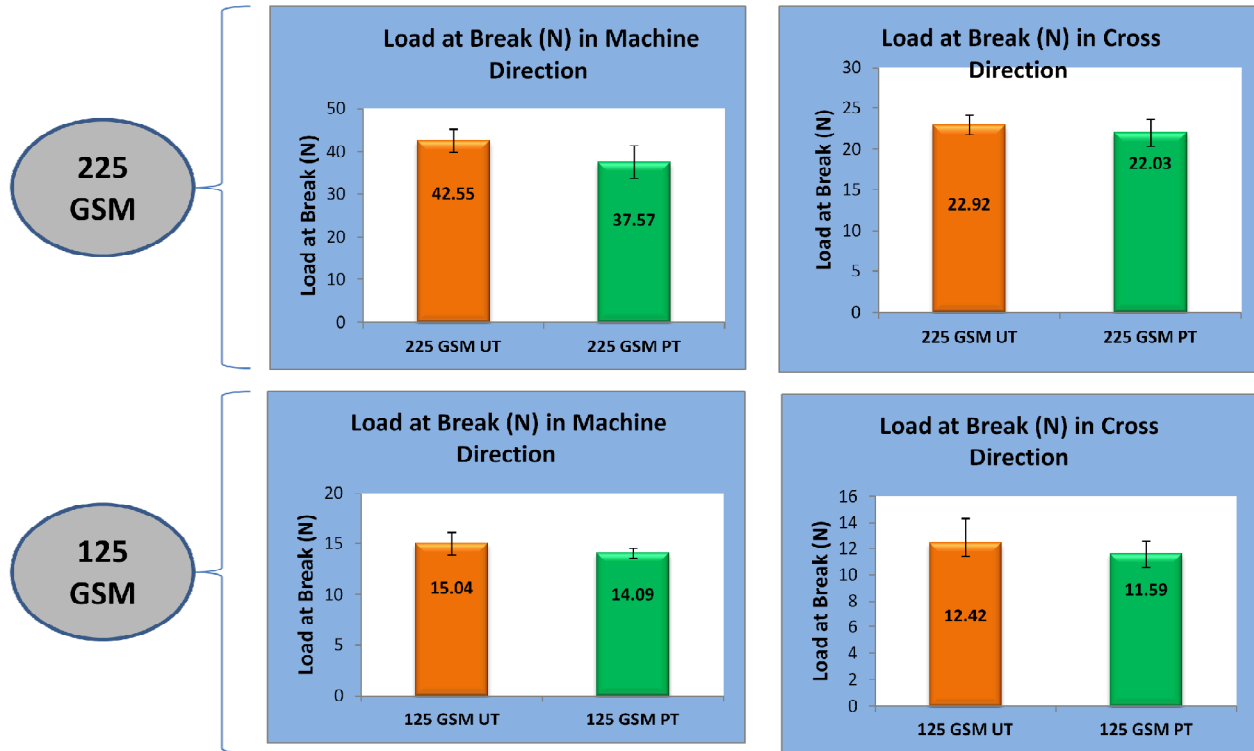 225
GSM
Load at Break (N) in Machine
Direction
Load at Break (N)
50
40
30
20
10
0
42.55
37.57
225 GSM UT
225 GSM PT
Load at Break (N) in Cross
Direction
Load at Break (N)
30
25
20
15
10
5
0
22.92
22.03
225 GSM UT
225 GSM PT
125
GSM
Load at Break (N) in Machine
Direction
Load at Break (N)
20
15
10
5
0
15.04
14.09
125 GSM UT
125 GSM PT
Load at Break (N) in Cross
Direction
Load at Break (N)
16
14
12
10
8
6
4
2
0
12.42
11.59
125 GSM UT
125 GSM PT